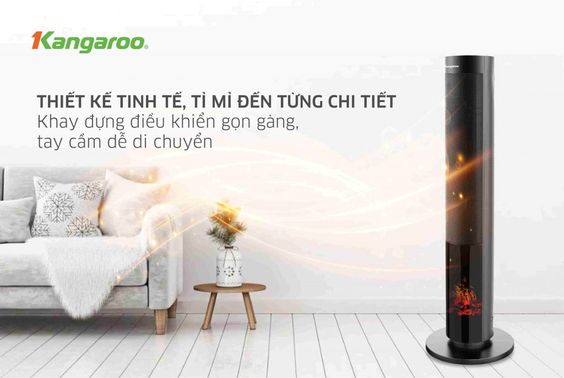 1Kangaroo®
THIẾT KẾ TINH TẾ, TỈ MỈ ĐẾN TỪNG CHI TIẾT
Khay đựng điều khiển gọn gàng,
tay cầm dễ di chuyển
Kangaroo